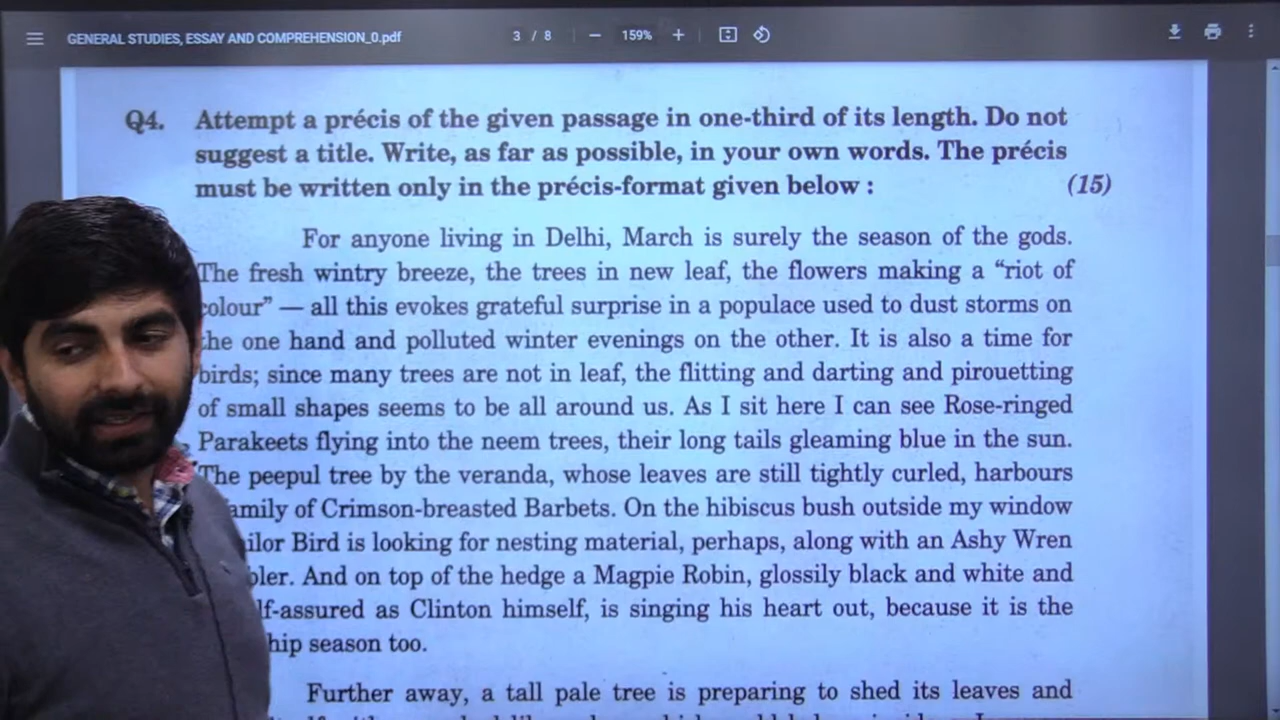 GENERAL STUDIES, ESSAY AND COMPREHENSION_0.pdf 3 / 8 159%
Q4. Attempt a précis of the given passage in one-third of its length. Do not
suggest a title. Write, as far as possible, in your own words. The précis
must be written only in the précis-format given below : (15)
For anyone living in Delhi, March is surely the season of the gods.
The fresh wintry breeze, the trees in new leaf, the flowers making a “riot of
colour” — all this evokes grateful surprise in a populace used to dust storms on
the one hand and polluted winter evenings on the other. It is also a time for
birds; since many trees are not in leaf, the flitting and darting and pirouetting
of small shapes seems to be all around us. As I sit here I can see Rose-ringed
Parakeets flying into the neem trees, their long tails gleaming blue in the sun.
The peepul tree by the veranda, whose leaves are still tightly curled, harbours
amily of Crimson-breasted Barbets. On the hibiscus bush outside my window
ilor Bird is looking for nesting material, perhaps, along with an Ashy Wren
bler. And on top of the hedge a Magpie Robin, glossily black and white and
lf-assured as Clinton himself, is singing his heart out, because it is the
hip season too.
Further away, a tall pale tree is preparing to shed its leaves and